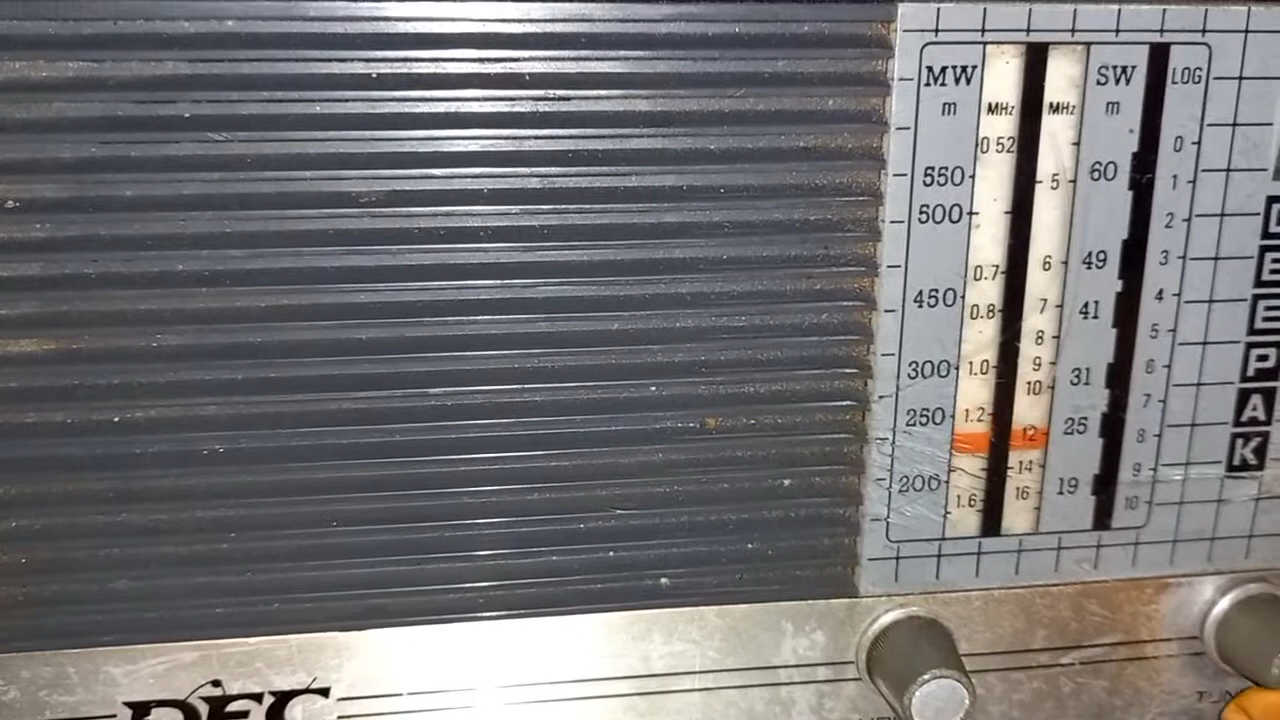 MW SW LOG
m MHz MHz m
0 52 0
550 5 60 1
500 2
0.7 6 49 3
450 0.8 7 41 4
8 5
300 1.0 9 31 6
10
250 1.2 25 7
12 8
14 9
200 1.6 16 19 10
P
A
K